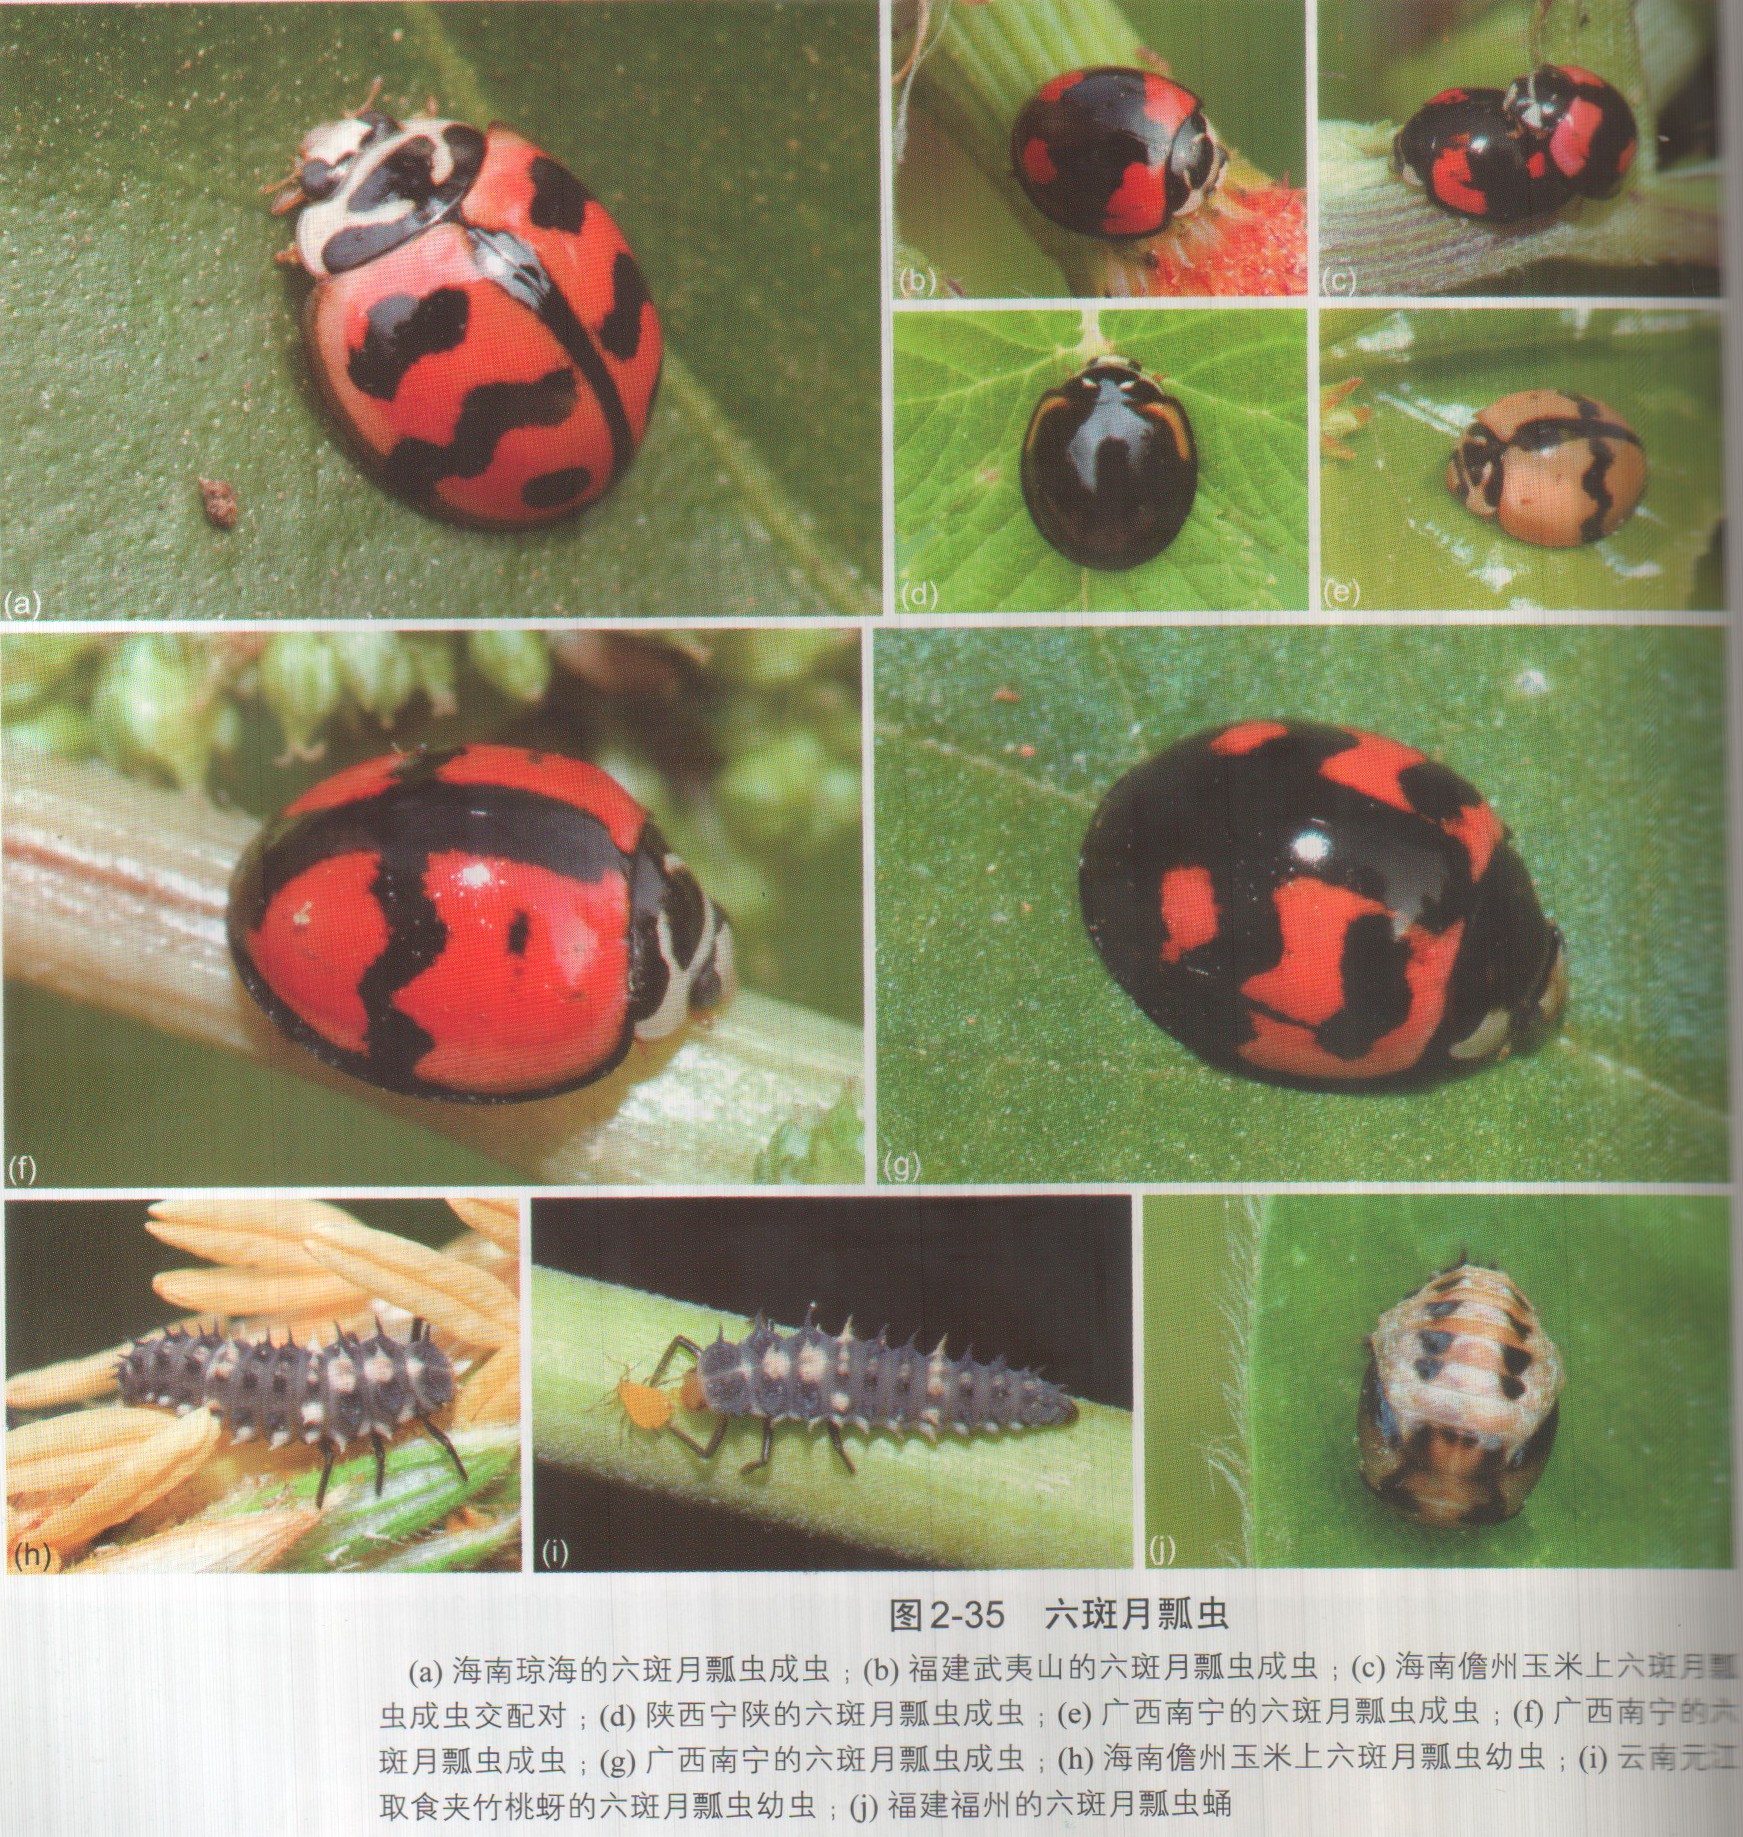 (a)
(b)
(c)
(d)
(e)
(f)
(g)
(h)
(i)
(j)
图2-35 六斑月瓢虫
(a) 海南琼海的六斑月瓢虫成虫；(b) 福建武夷山的六斑月瓢虫成虫；(c) 海南儋州玉米上六斑月瓢
虫成虫交配对；(d) 陕西宁陕的六斑月瓢虫成虫；(e) 广西南宁的六斑月瓢虫成虫；(f) 广西南宁的六
斑月瓢虫成虫；(g) 广西南宁的六斑月瓢虫成虫；(h) 海南儋州玉米上六斑月瓢虫幼虫；(i) 云南元江
取食夹竹桃蚜的六斑月瓢虫幼虫；(j) 福建福州的六斑月瓢虫蛹